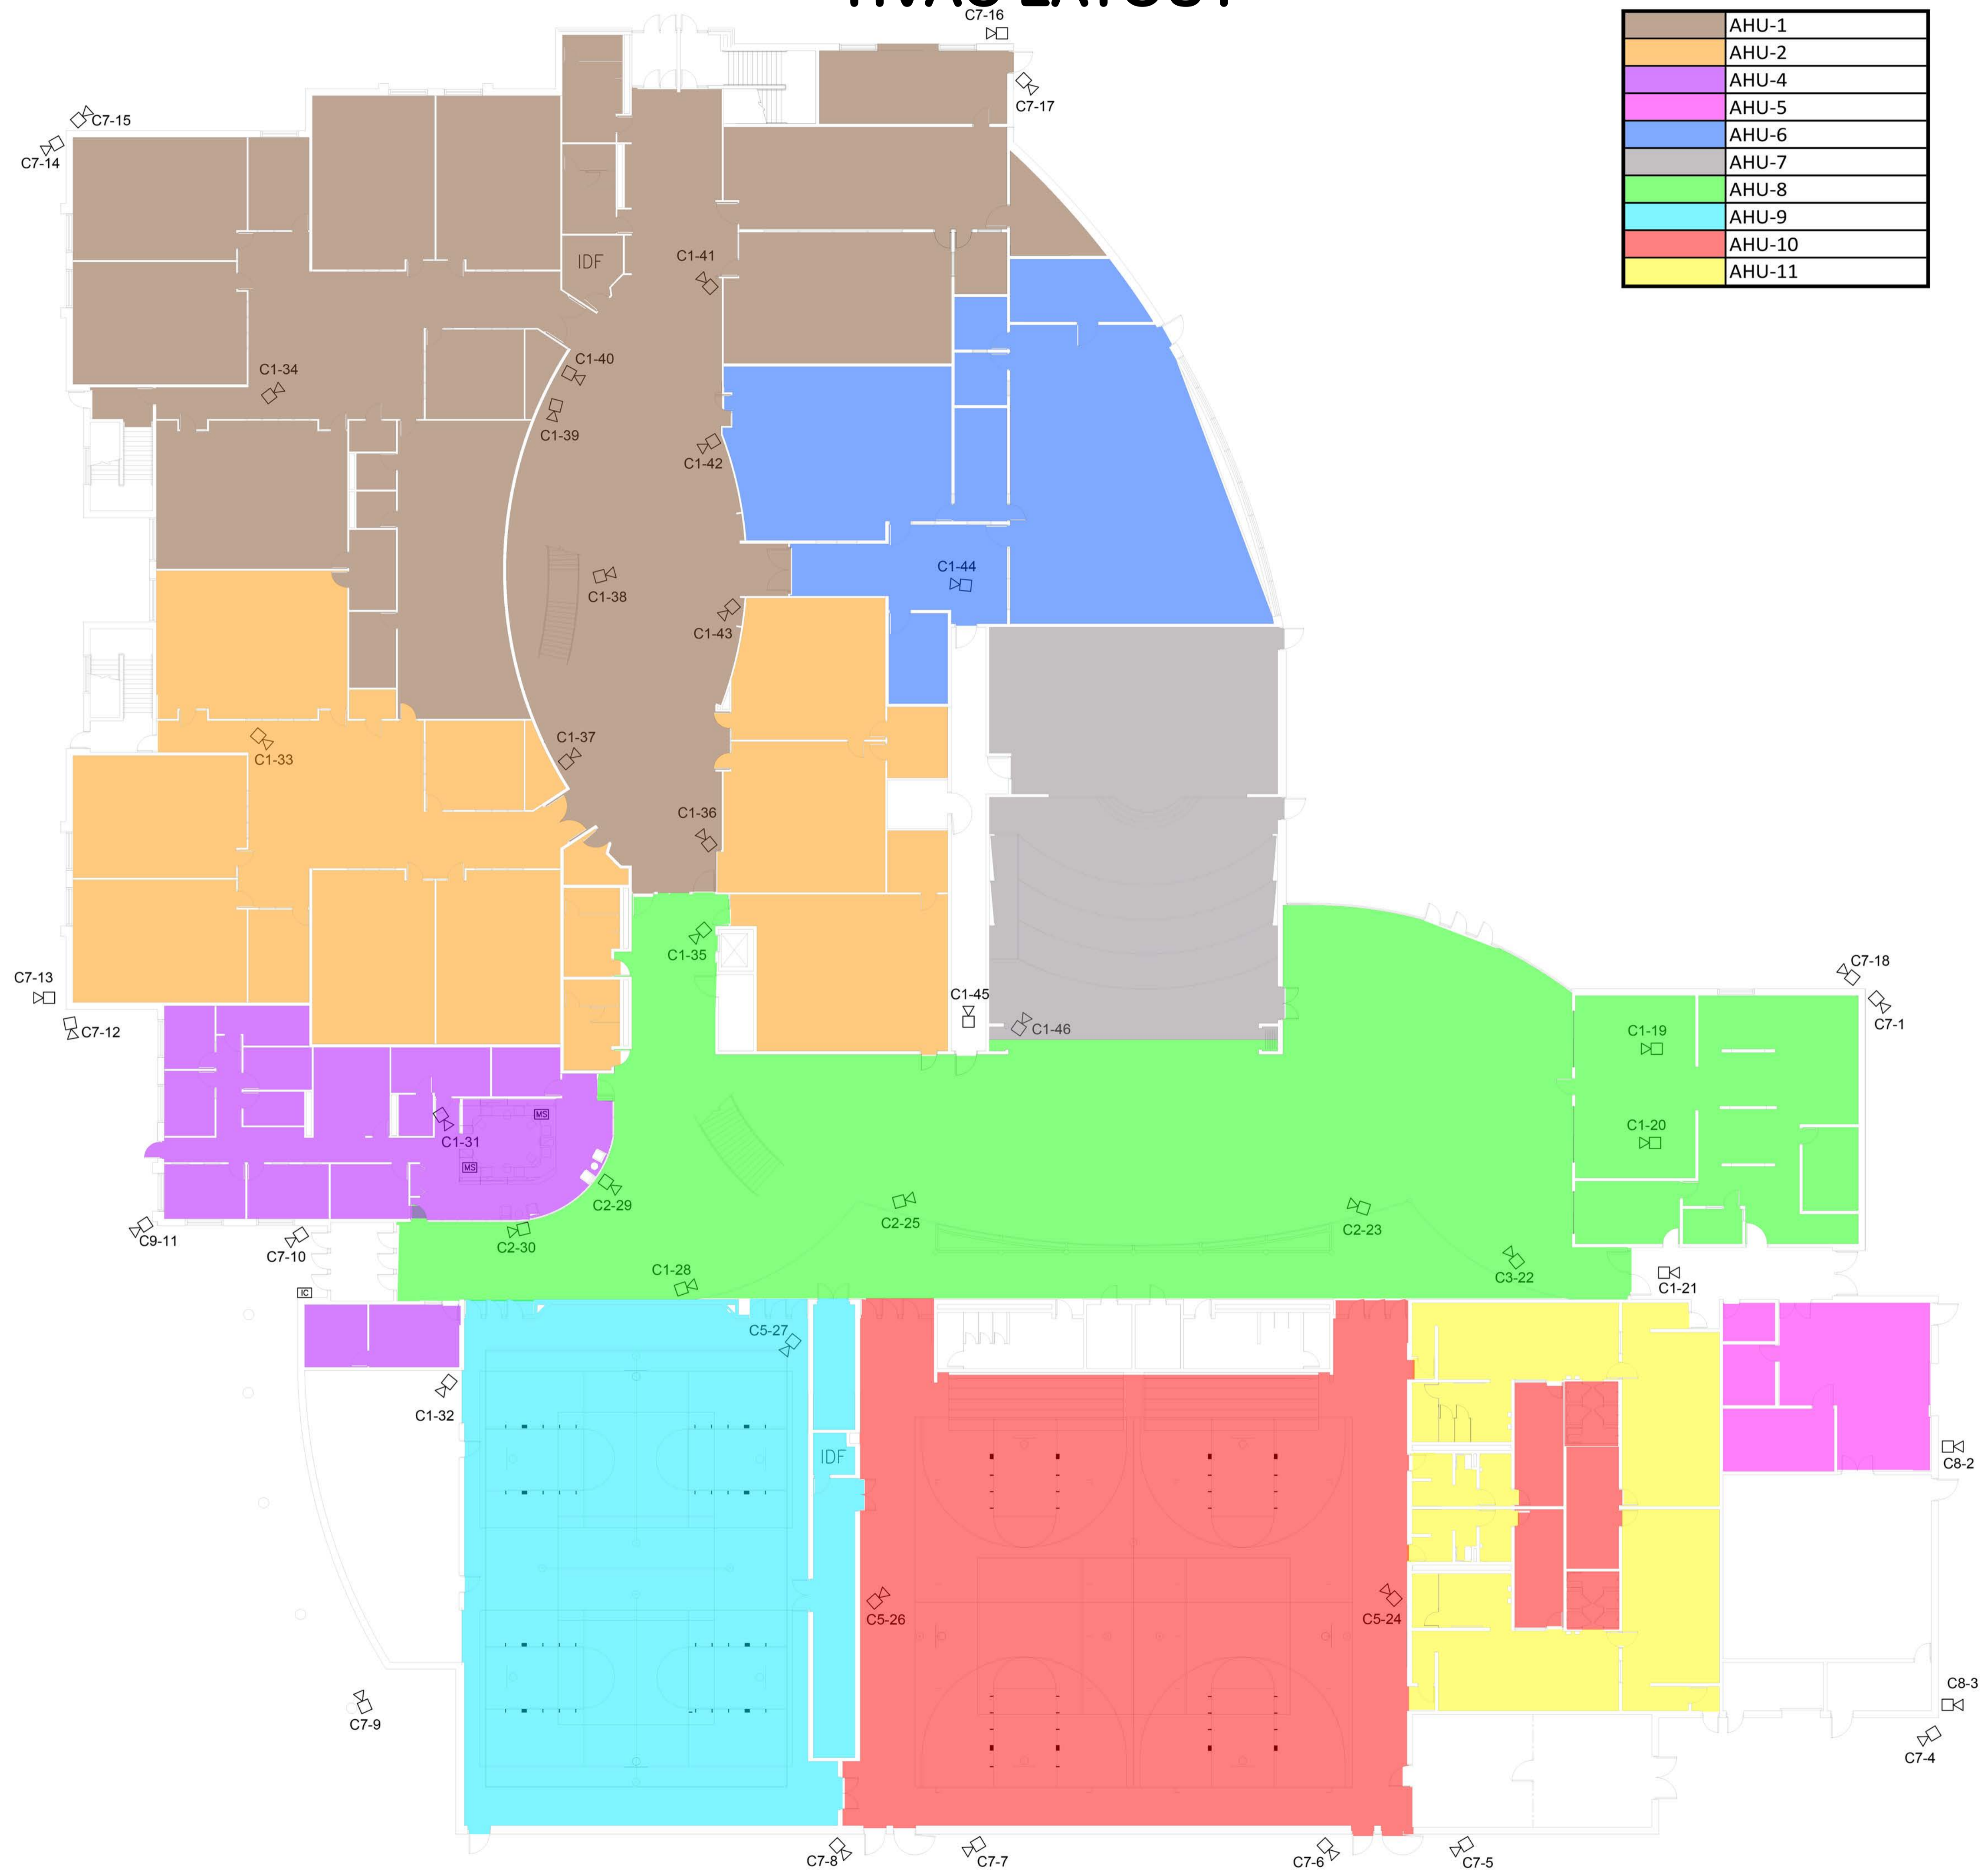 HVAC LAYOUT
C7-16
AHU-1
AHU-2
AHU-4
AHU-5
AHU-6
AHU-7
AHU-8
AHU-9
AHU-10
AHU-11
C7-17
C7-15
C7-14
C1-41
IDF
C1-40
C1-34
C1-39
C1-42
C1-44
C1-38
C1-43
C1-37
C1-33
C1-36
C1-35
C7-18
C7-13
C1-45
C7-1
C7-12
C1-46
C1-19
MS
C1-31
C1-20
MS
C2-29
C2-25
C2-23
C9-11
C7-10
C2-30
C1-28
C3-22
C1-21
IC
C5-27
C1-32
IDF
C8-2
C5-26
C5-24
C8-3
C7-9
C7-4
C7-8
C7-7
C7-6
C7-5